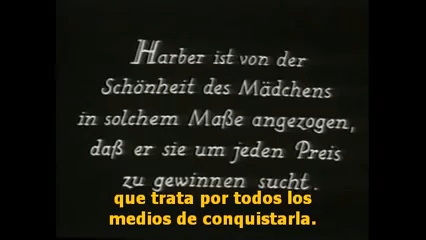 Harber ist von der
Schönheit des Mädchens
in solchem Maße angezogen,
daß er sie um jeden Preis
zu gewinnen sucht.
que trata por todos los
medios de conquistarla.